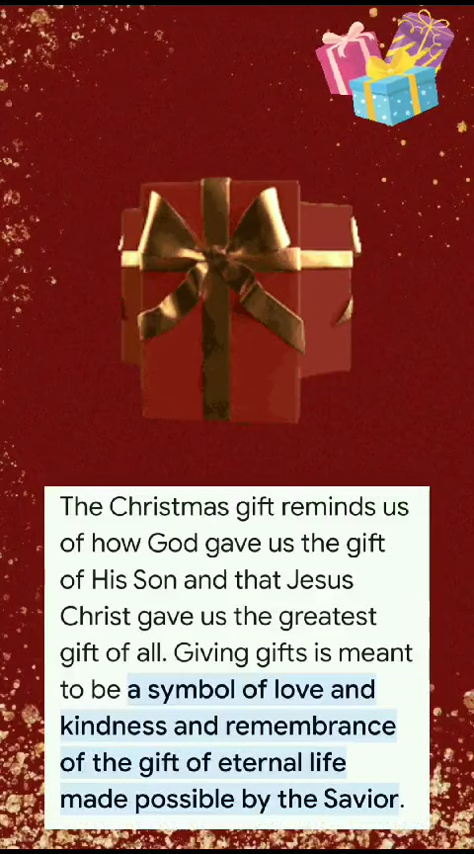 The Christmas gift reminds us
of how God gave us the gift
of His Son and that Jesus
Christ gave us the greatest
gift of all. Giving gifts is meant
to be a symbol of love and
kindness and remembrance
of the gift of eternal life
made possible by the Savior.